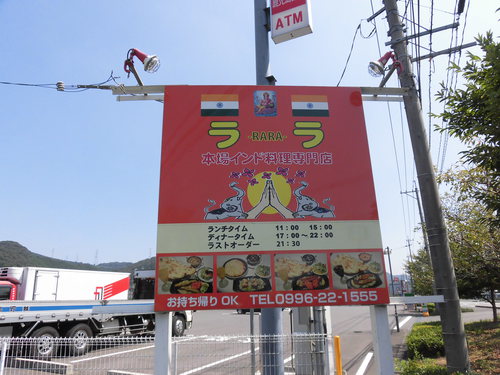 ATM
ラ -RARA- ラ
本場インド料理専門店
ランチタイム 11:00 15:00
ディナータイム 17:00〜22:00
ラストオーダー 21:30
お持ち帰り OK TEL0996-22-1555